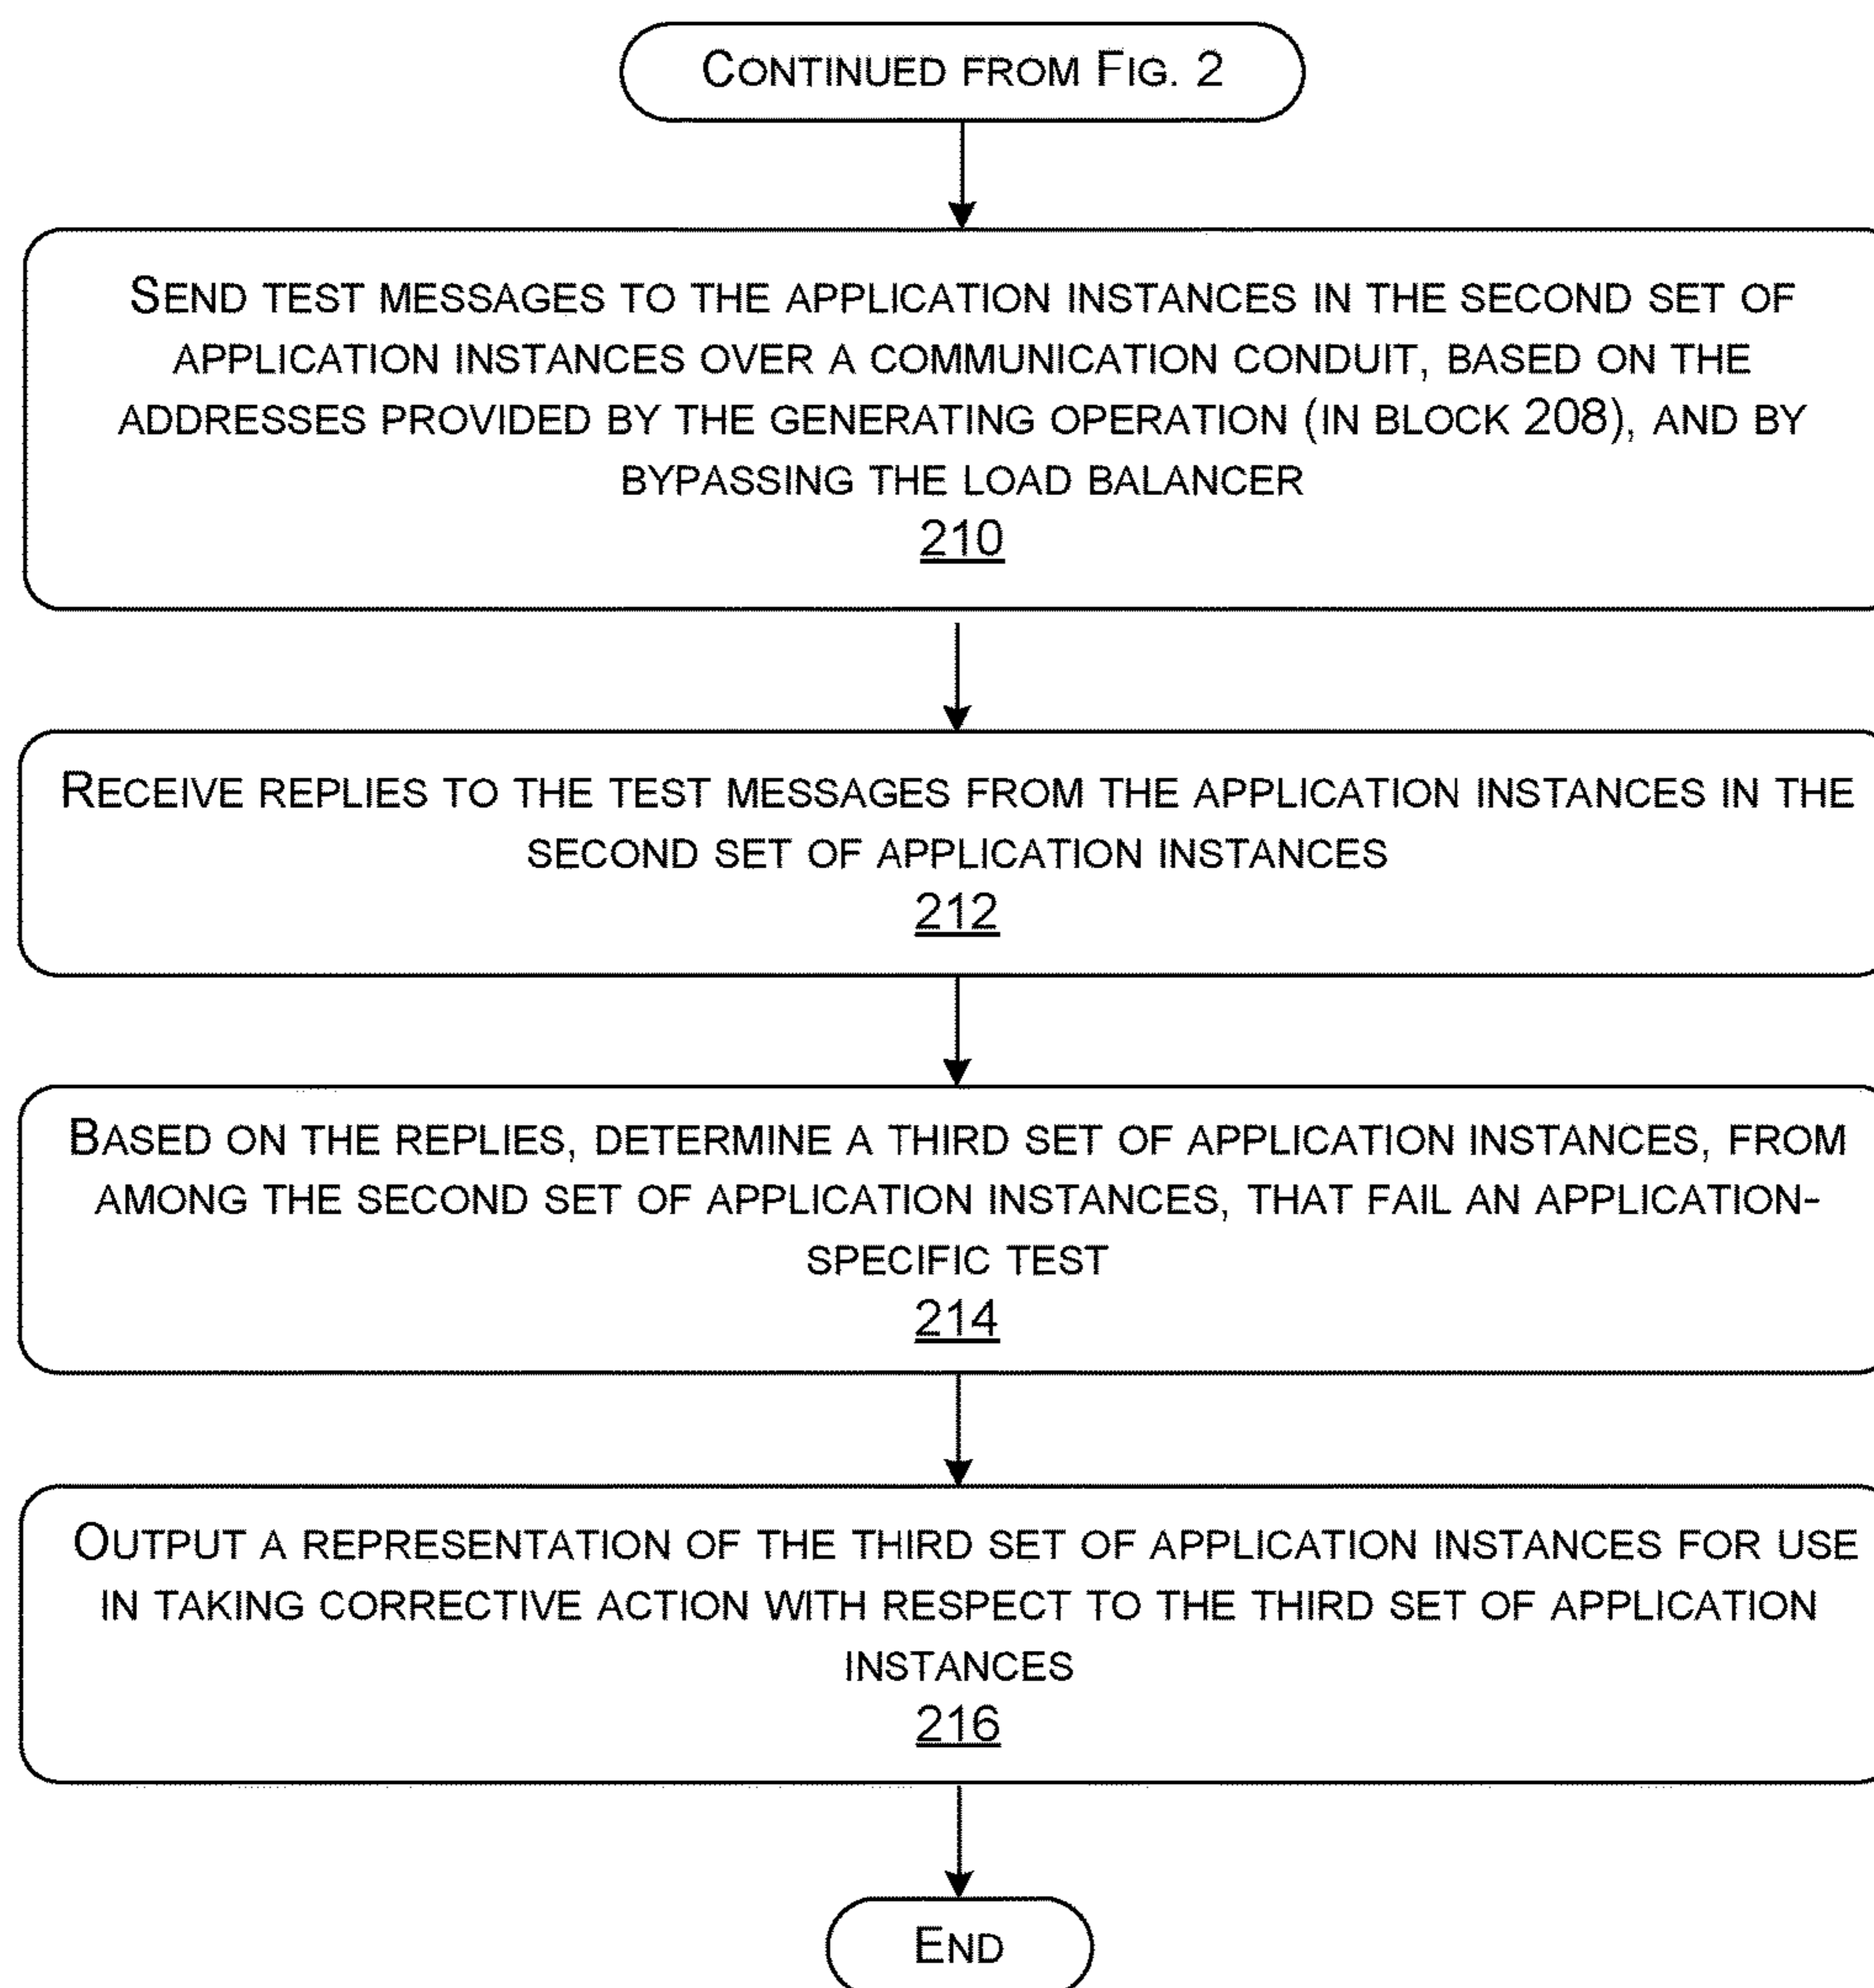 CONTINUED FROM FIG. 2
SEND TEST MESSAGES TO THE APPLICATION INSTANCES IN THE SECOND SET OF
APPLICATION INSTANCES OVER A COMMUNICATION CONDUIT, BASED ON THE
ADDRESSES PROVIDED BY THE GENERATING OPERATION (IN BLOCK 208), AND BY
BYPASSING THE LOAD BALANCER
210
RECEIVE REPLIES TO THE TEST MESSAGES FROM THE APPLICATION INSTANCES IN THE
SECOND SET OF APPLICATION INSTANCES
212
BASED ON THE REPLIES, DETERMINE A THIRD SET OF APPLICATION INSTANCES, FROM
AMONG THE SECOND SET OF APPLICATION INSTANCES, THAT FAIL AN APPLICATION-
SPECIFIC TEST
214
OUTPUT A REPRESENTATION OF THE THIRD SET OF APPLICATION INSTANCES FOR USE
IN TAKING CORRECTIVE ACTION WITH RESPECT TO THE THIRD SET OF APPLICATION
INSTANCES
216
END